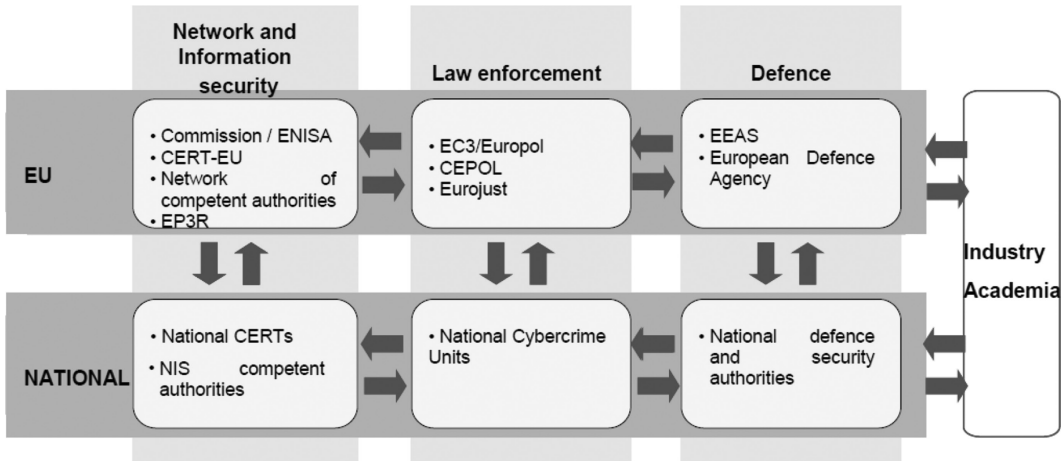 Network and
Information
security
Law enforcement
Defence
EU
• Commission / ENISA
• CERT-EU
• Network of
competent authorities
• EP3R
• EC3/Europol
• CEPOL
• Eurojust
• EEAS
• European Defence
Agency
Industry
Academia
NATIONAL
• National CERTs
• NIS competent
authorities
• National Cybercrime
Units
• National defence
and security
authorities